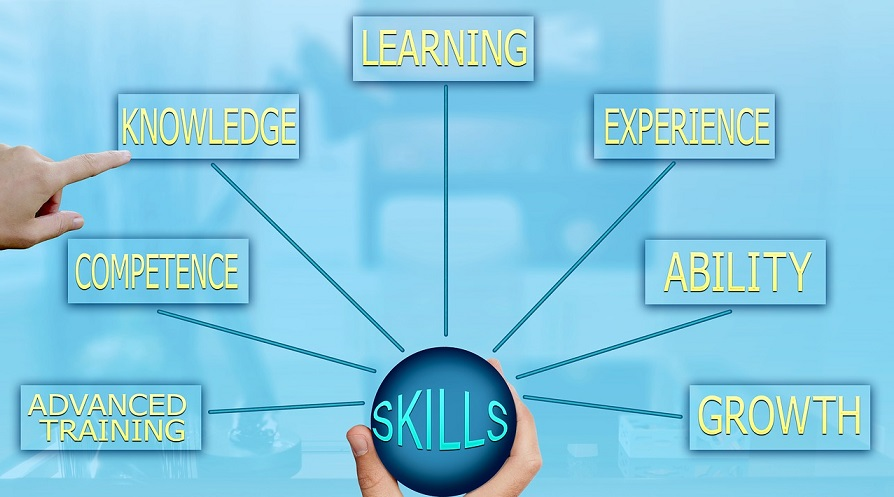 LEARNING
KNOWLEDGE
EXPERIENCE
COMPETENCE
ABILITY
ADVANCED
TRAINING
GROWTH
SKILLS